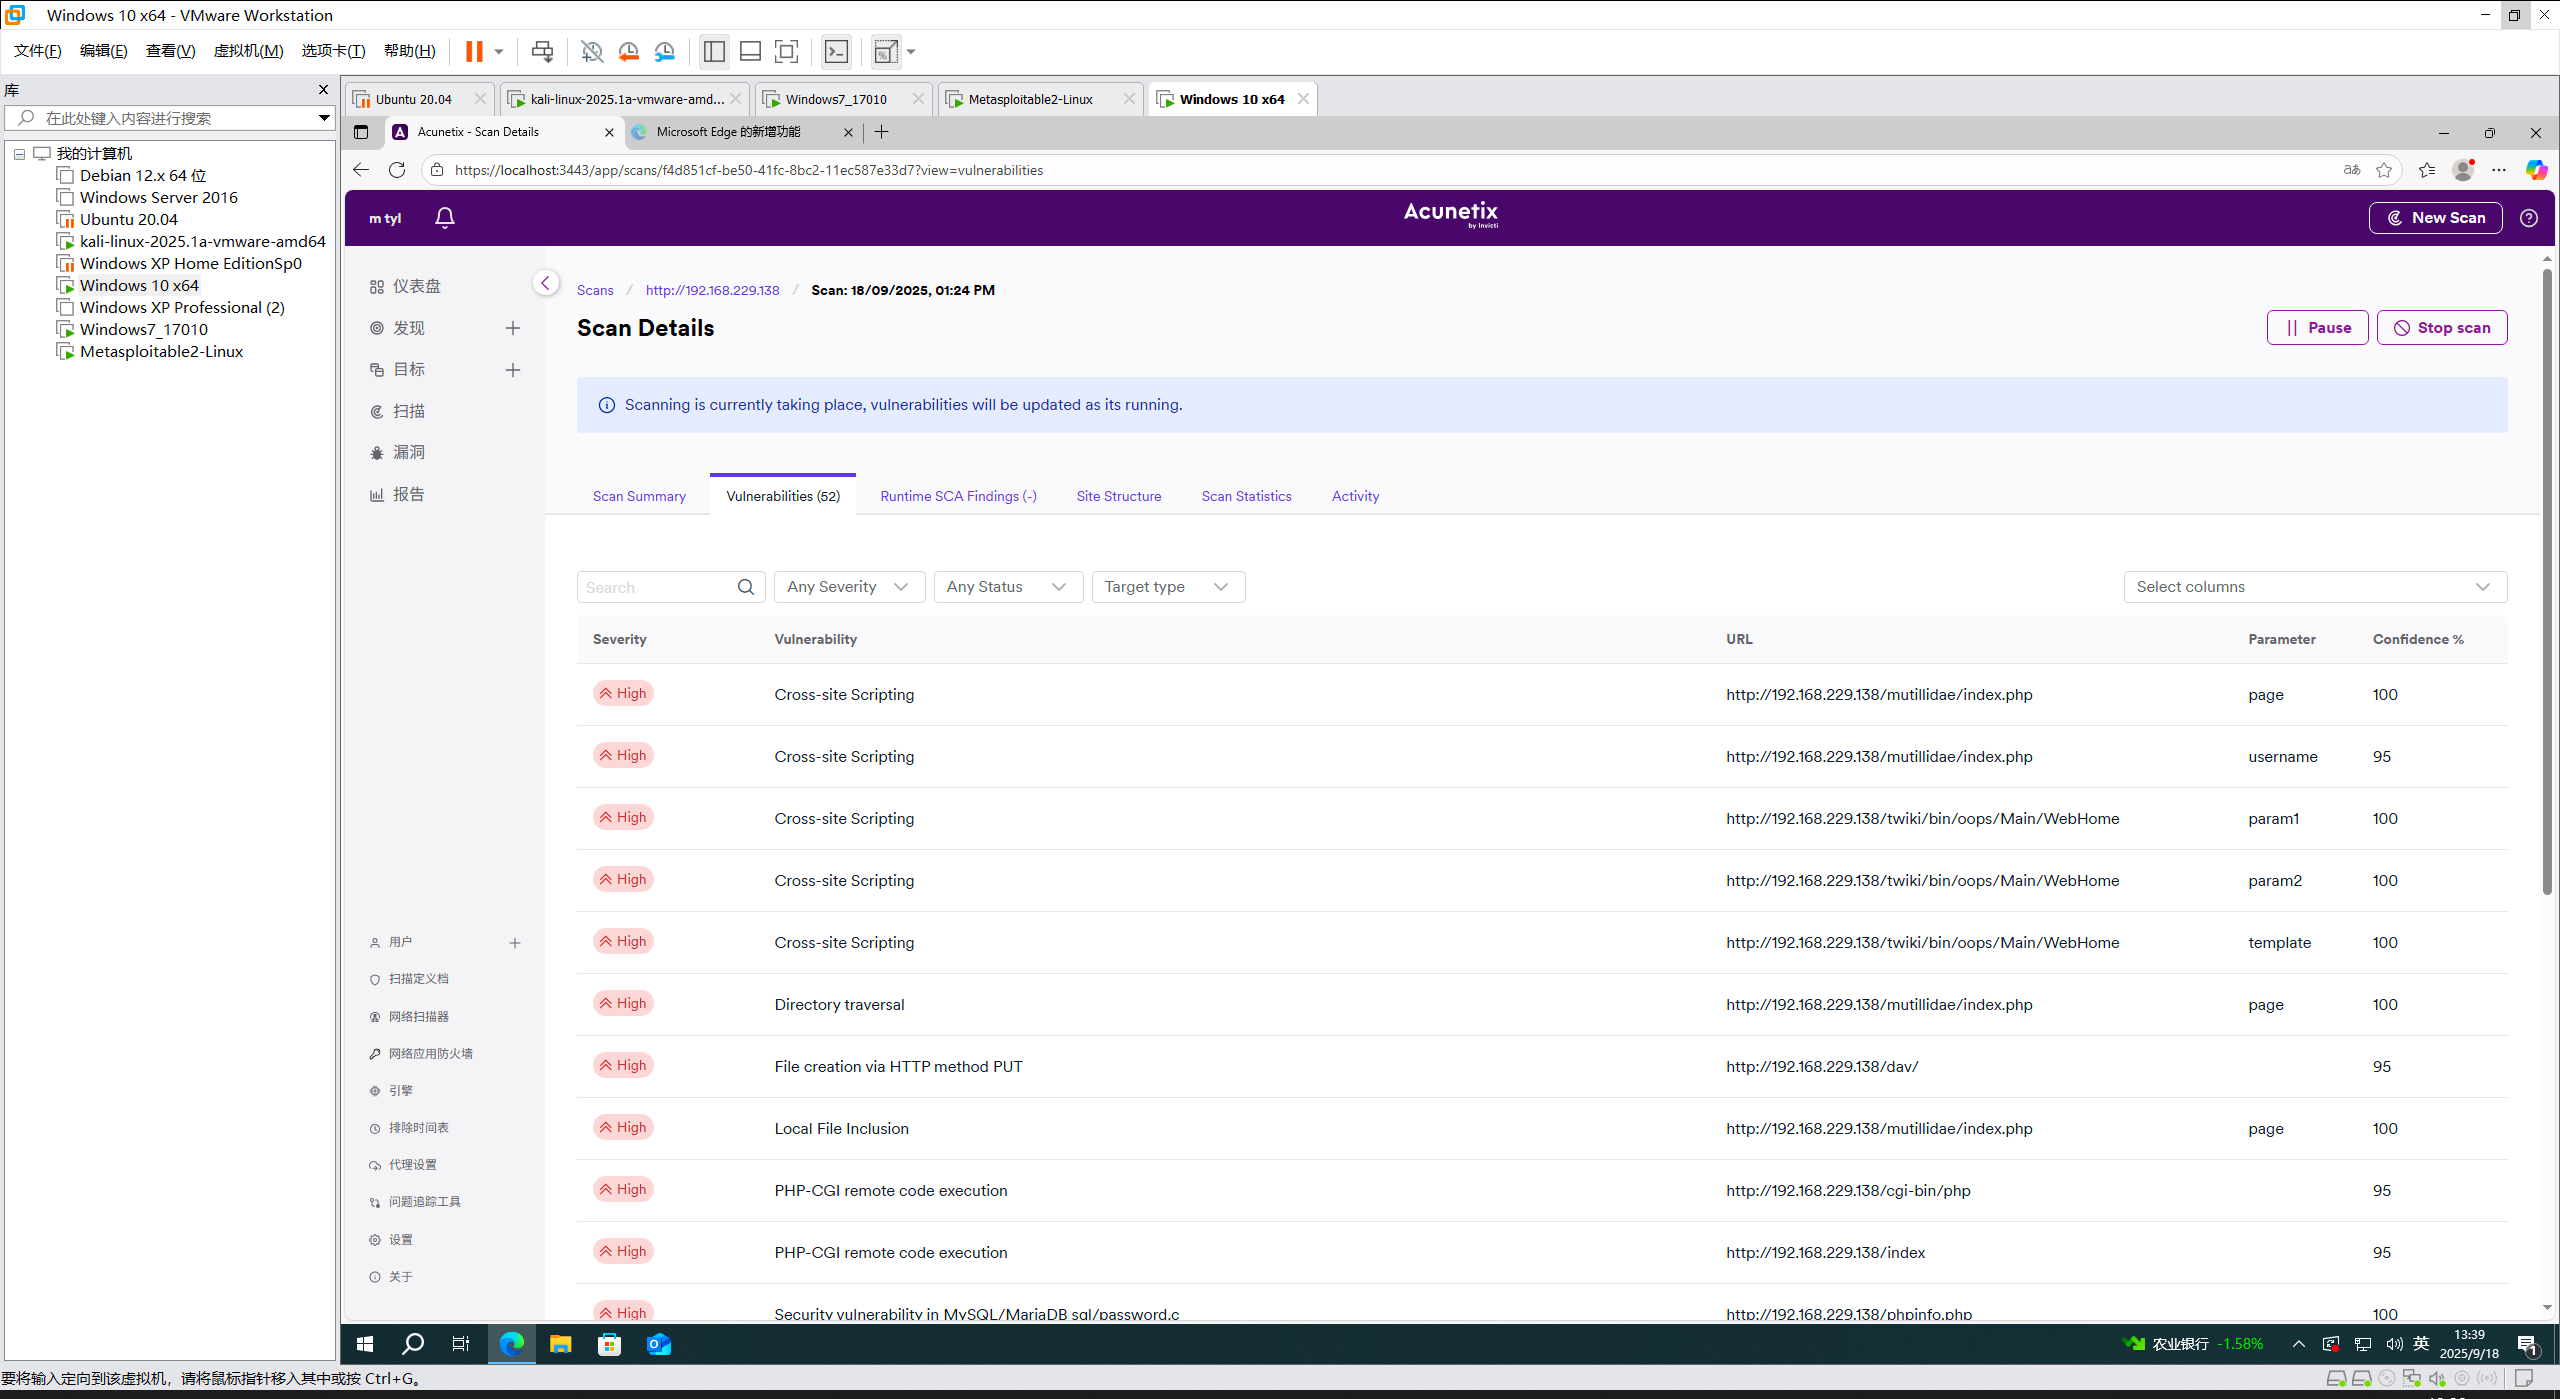 Windows 10 x64 - VMware Workstation
文件(F) 编辑(E) 查看(V) 虚拟机(M) 选项卡(T) 帮助(H)
库
在此处键入内容进行搜索
我的计算机
Debian 12.x 64 位
Windows Server 2016
Ubuntu 20.04
kali-linux-2025.1a-vmware-amd64
Windows XP Home EditionSp0
Windows 10 x64
Windows XP Professional (2)
Windows7_17010
Metasploitable2-Linux
Ubuntu 20.04 kali-linux-2025.1a-vmware-amd... Windows7_17010 Metasploitable2-Linux Windows 10 x64
Acunetix - Scan Details Microsoft Edge 的新增功能
https://localhost:3443/app/scans/f4d851cf-be50-41fc-8bc2-11ec587e33d7?view=vulnerabilities
m tyl
Acunetix
by Invicti
New Scan
仪表盘
发现
目标
扫描
漏洞
报告
用户
扫描定义档
网络扫描器
网络应用防火墙
引擎
排除时间表
代理设置
问题追踪工具
设置
关于
Scans / http://192.168.229.138 / Scan: 18/09/2025, 01:24 PM
Scan Details
Pause Stop scan
Scanning is currently taking place, vulnerabilities will be updated as its running.
Scan Summary Vulnerabilities (52) Runtime SCA Findings (-) Site Structure Scan Statistics Activity
Search Any Severity Any Status Target type Select columns
Severity Vulnerability URL Parameter Confidence %
High Cross-site Scripting http://192.168.229.138/mutillidae/index.php page 100
High Cross-site Scripting http://192.168.229.138/mutillidae/index.php username 95
High Cross-site Scripting http://192.168.229.138/twiki/bin/oops/Main/WebHome param1 100
High Cross-site Scripting http://192.168.229.138/twiki/bin/oops/Main/WebHome param2 100
High Cross-site Scripting http://192.168.229.138/twiki/bin/oops/Main/WebHome template 100
High Directory traversal http://192.168.229.138/mutillidae/index.php page 100
High File creation via HTTP method PUT http://192.168.229.138/dav/ 95
High Local File Inclusion http://192.168.229.138/mutillidae/index.php page 100
High PHP-CGI remote code execution http://192.168.229.138/cgi-bin/php 95
High PHP-CGI remote code execution http://192.168.229.138/index 95
High Security vulnerability in MySQL/MariaDB sql/password.c http://192.168.229.138/phpinfo.php 100
农业银行 -1.58% 英 13:39
2025/9/18
1
要将输入定向到该虚拟机，请将鼠标指针移入其中或按 Ctrl+G。